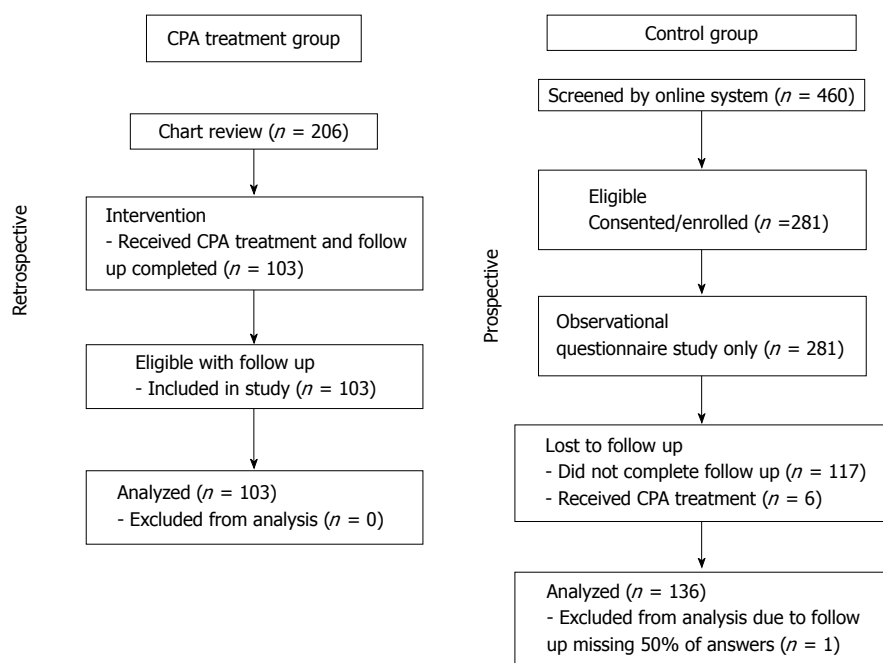 CPA treatment group
Chart review (n = 206)
Retrospective
Intervention
- Received CPA treatment and follow
up completed (n = 103)
Eligible with follow up
- Included in study (n = 103)
Analyzed (n = 103)
- Excluded from analysis (n = 0)
Control group
Screened by online system (n = 460)
Prospective
Eligible
Consented/enrolled (n =281)
Observational
questionnaire study only (n = 281)
Lost to follow up
- Did not complete follow up (n = 117)
- Received CPA treatment (n = 6)
Analyzed (n = 136)
- Excluded from analysis due to follow
up missing 50% of answers (n = 1)